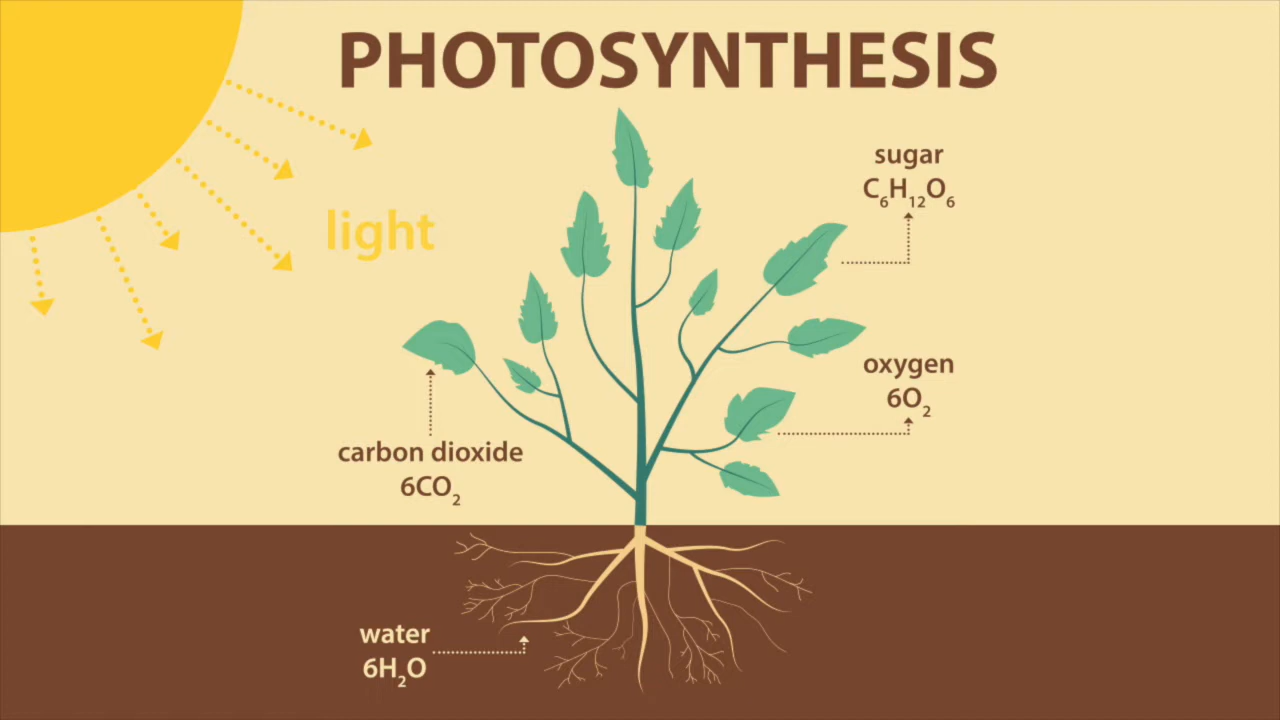 PHOTOSYNTHESIS
light
sugar
C₆H₁₂O₆
oxygen
6O₂
carbon dioxide
6CO₂
water
6H₂O